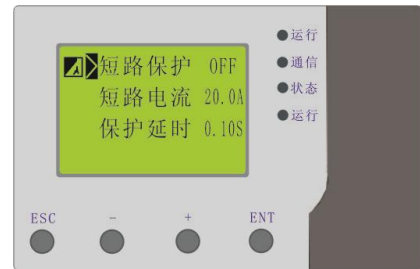 短路保护 OFF
短路电流 20.0A
保护延时 0.10S
运行
通信
状态
运行
ESC - + ENT